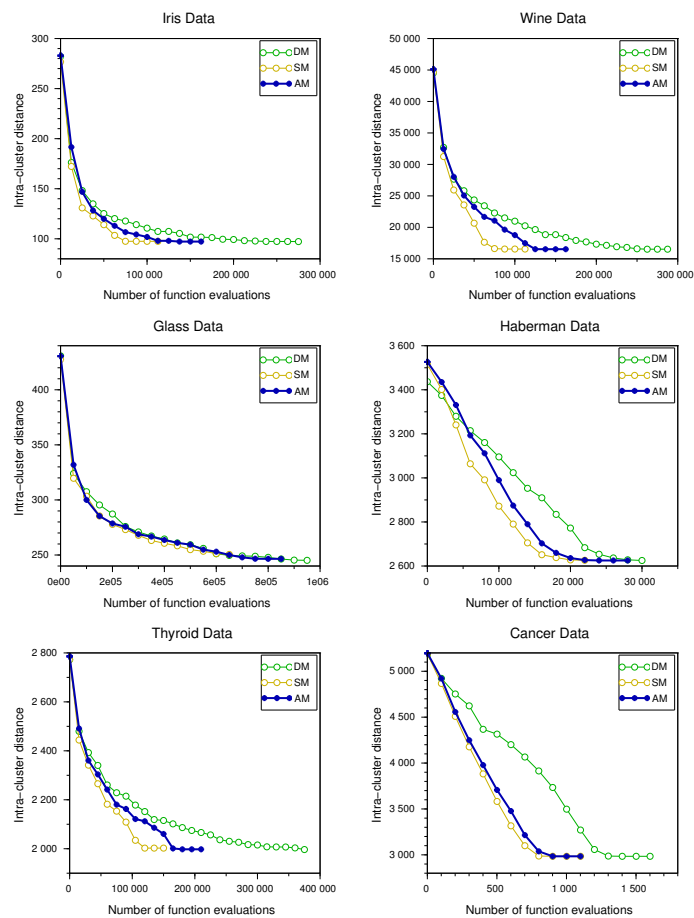 Iris Data
300
250
200
150
100
0
100 000
200 000
300 000
Intra−cluster distance
Number of function evaluations
DM
SM
AM
Wine Data
50 000
45 000
40 000
35 000
30 000
25 000
20 000
15 000
0
100 000
200 000
300 000
Intra−cluster distance
Number of function evaluations
DM
SM
AM
Glass Data
400
350
300
250
0e00
2e05
4e05
6e05
8e05
1e06
Intra−cluster distance
Number of function evaluations
DM
SM
AM
Haberman Data
3 600
3 400
3 200
3 000
2 800
2 600
0
10 000
20 000
30 000
Intra−cluster distance
Number of function evaluations
DM
SM
AM
Thyroid Data
2 800
2 600
2 400
2 200
2 000
0
100 000
200 000
300 000
400 000
Intra−cluster distance
Number of function evaluations
DM
SM
AM
Cancer Data
5 000
4 500
4 000
3 500
3 000
0
500
1 000
1 500
Intra−cluster distance
Number of function evaluations
DM
SM
AM